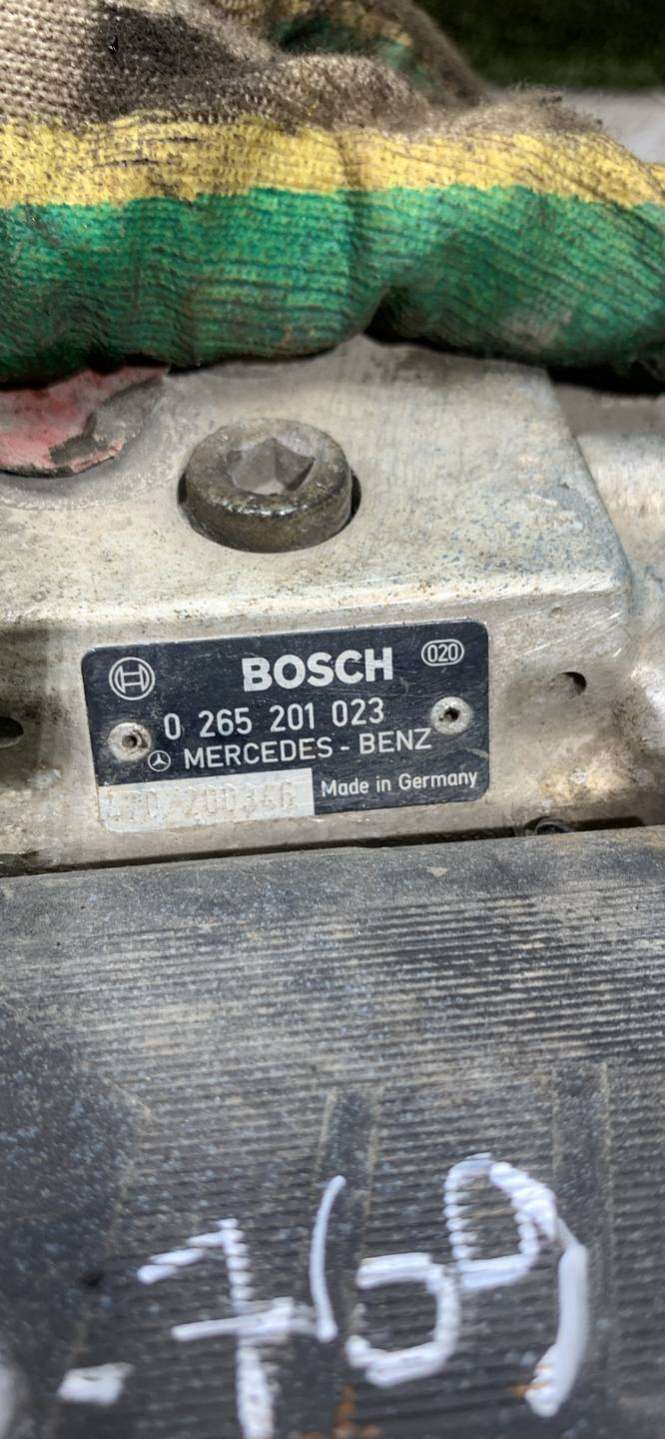 BOSCH 020
0 265 201 023
MERCEDES-BENZ
Made in Germany